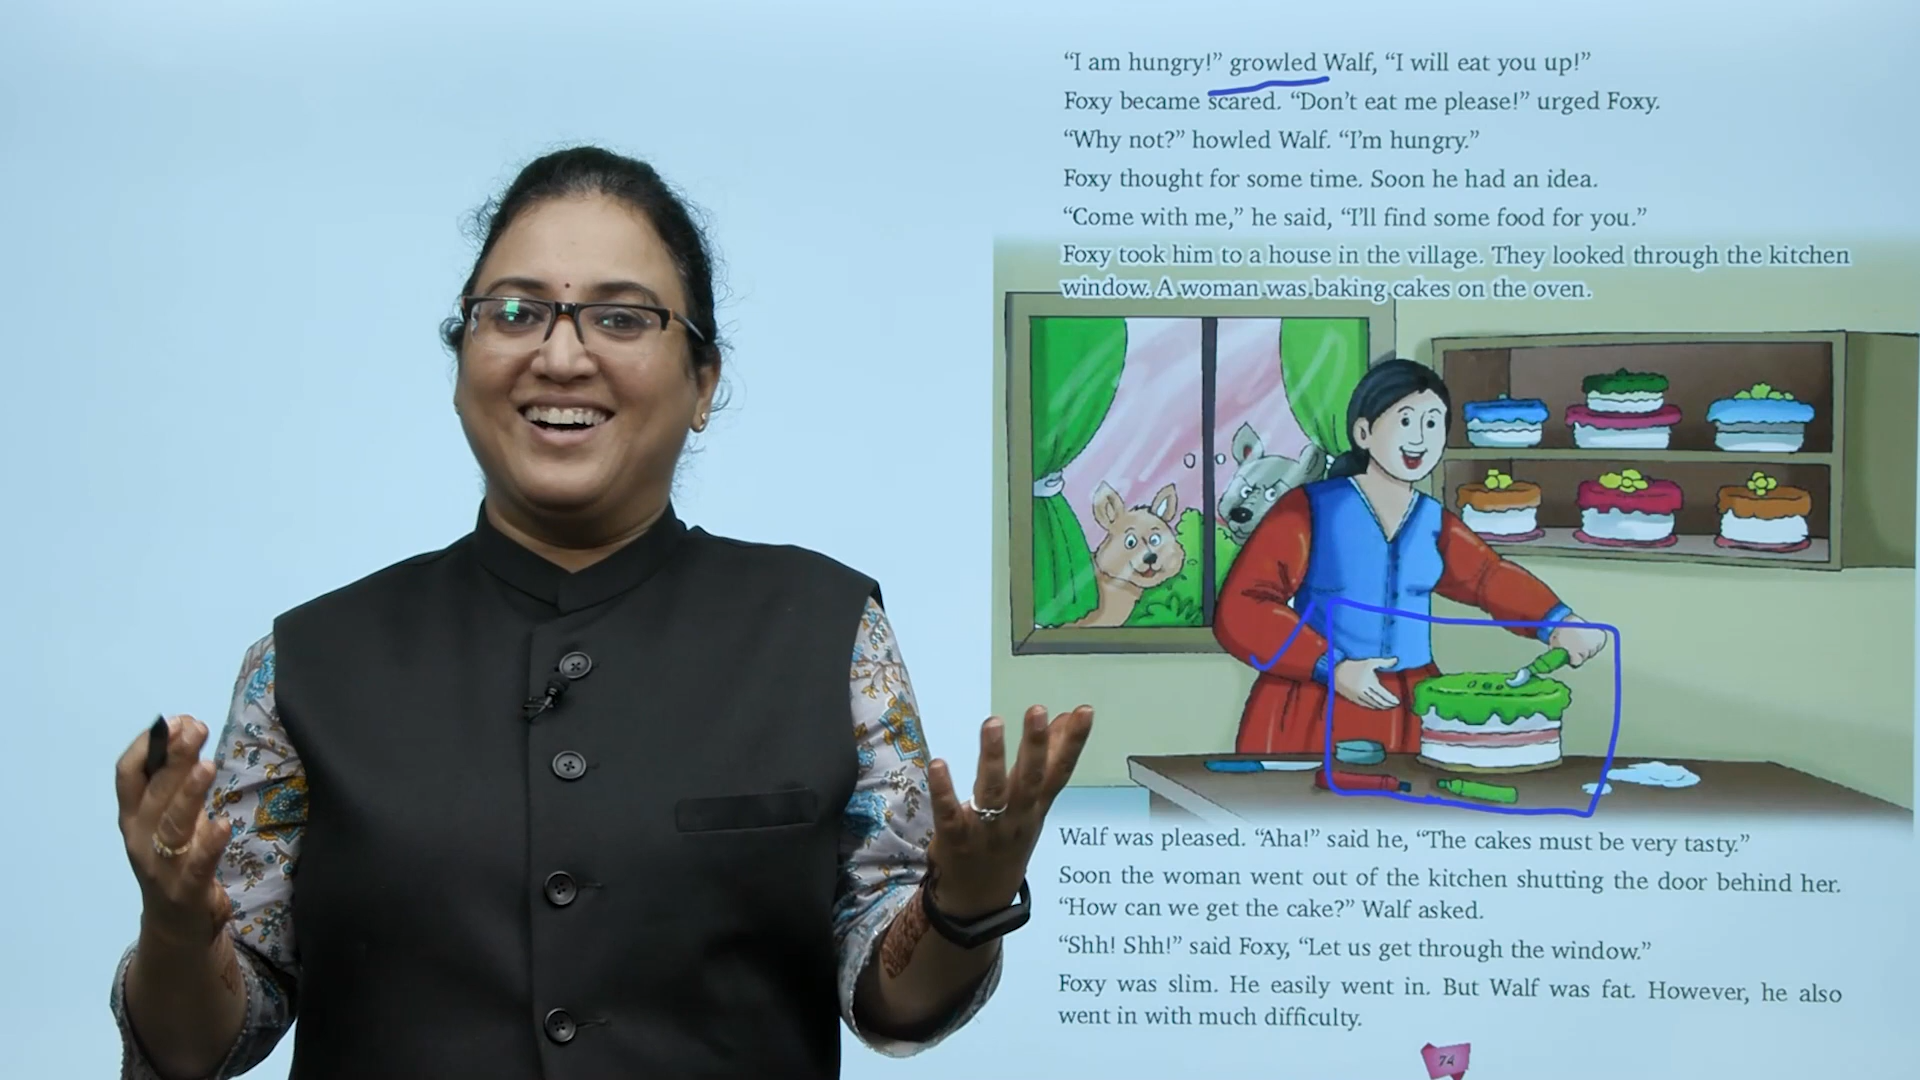 “I am hungry!” growled Walf, “I will eat you up!”
Foxy became scared. “Don’t eat me please!” urged Foxy.
“Why not?” howled Walf. “I’m hungry.”
Foxy thought for some time. Soon he had an idea.
“Come with me,” he said, “I’ll find some food for you.”
Foxy took him to a house in the village. They looked through the kitchen
window. A woman was baking cakes on the oven.
Walf was pleased. “Aha!” said he, “The cakes must be very tasty.”
Soon the woman went out of the kitchen shutting the door behind her.
“How can we get the cake?” Walf asked.
“Shh! Shh!” said Foxy, “Let us get through the window.”
Foxy was slim. He easily went in. But Walf was fat. However, he also
went in with much difficulty.
74